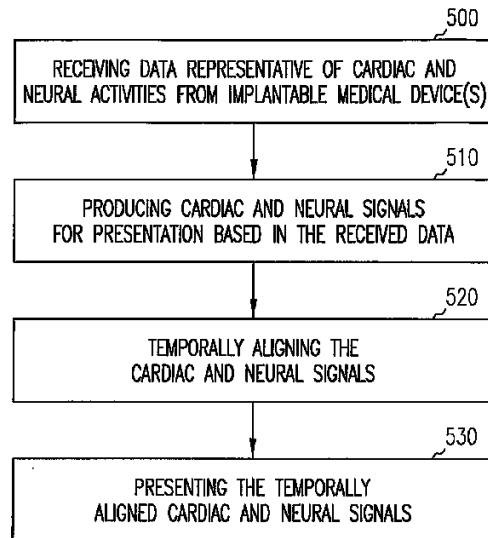 500
RECEIVING DATA REPRESENTATIVE OF CARDIAC AND
NEURAL ACTIVITIES FROM IMPLANTABLE MEDICAL DEVICE(S)
510
PRODUCING CARDIAC AND NEURAL SIGNALS
FOR PRESENTATION BASED IN THE RECEIVED DATA
520
TEMPORALLY ALIGNING THE
CARDIAC AND NEURAL SIGNALS
530
PRESENTING THE TEMPORALLY
ALIGNED CARDIAC AND NEURAL SIGNALS